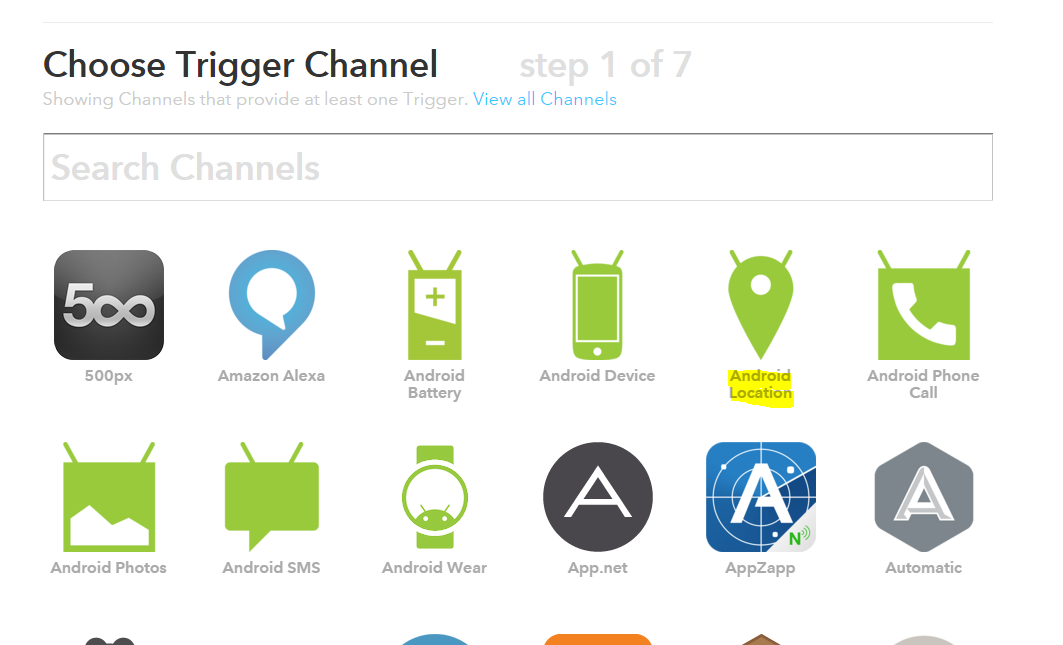 Choose Trigger Channel step 1 of 7
Showing Channels that provide at least one Trigger. View all Channels
Search Channels
500
500px
Amazon Alexa
Android
Battery
Android Device
Android
Location
Android Phone
Call
Android Photos
Android SMS
Android Wear
A
App.net
A
N
AppZapp
A
Automatic